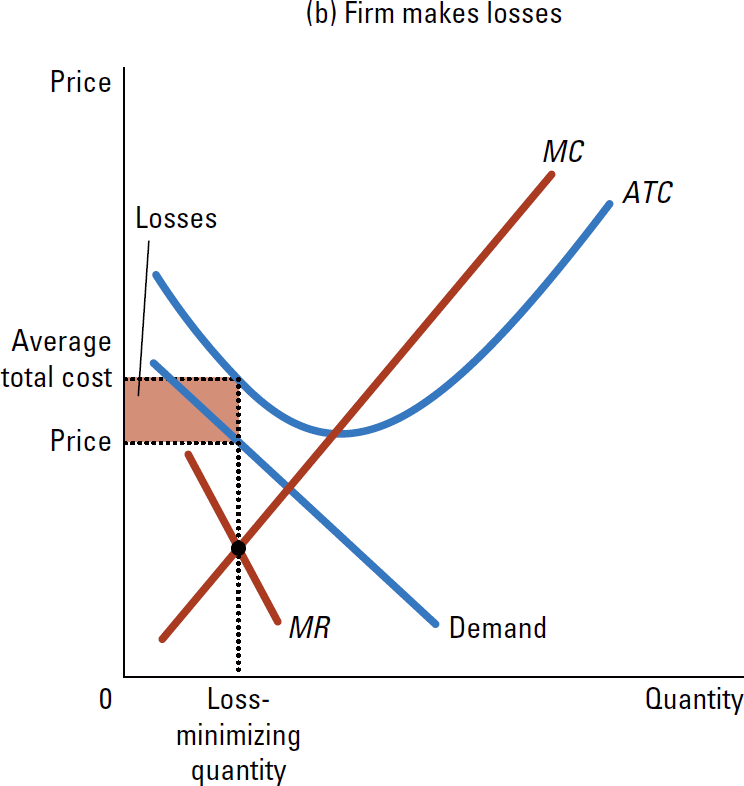 (b) Firm makes losses
Price
MC
ATC
Losses
Average
total cost
Price
MR
Demand
0
Loss-
minimizing
quantity
Quantity